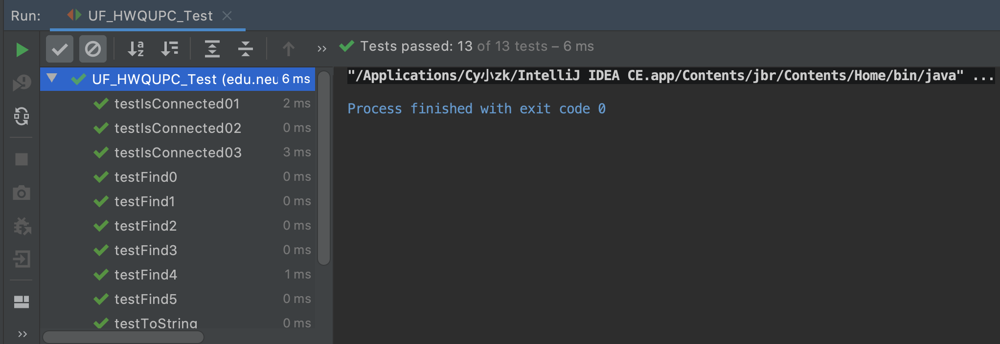 Run: UF_HWQUPC_Test
Tests passed: 13 of 13 tests – 6 ms
UF_HWQUPC_Test (edu.neu 6 ms
testIsConnected01 2 ms
testIsConnected02 0 ms
testIsConnected03 3 ms
testFind0 0 ms
testFind1 0 ms
testFind2 0 ms
testFind3 0 ms
testFind4 1 ms
testFind5 0 ms
testToString 0 ms
"/Applications/Cy小zk/IntelliJ IDEA CE.app/Contents/jbr/Contents/Home/bin/java" ...
Process finished with exit code 0